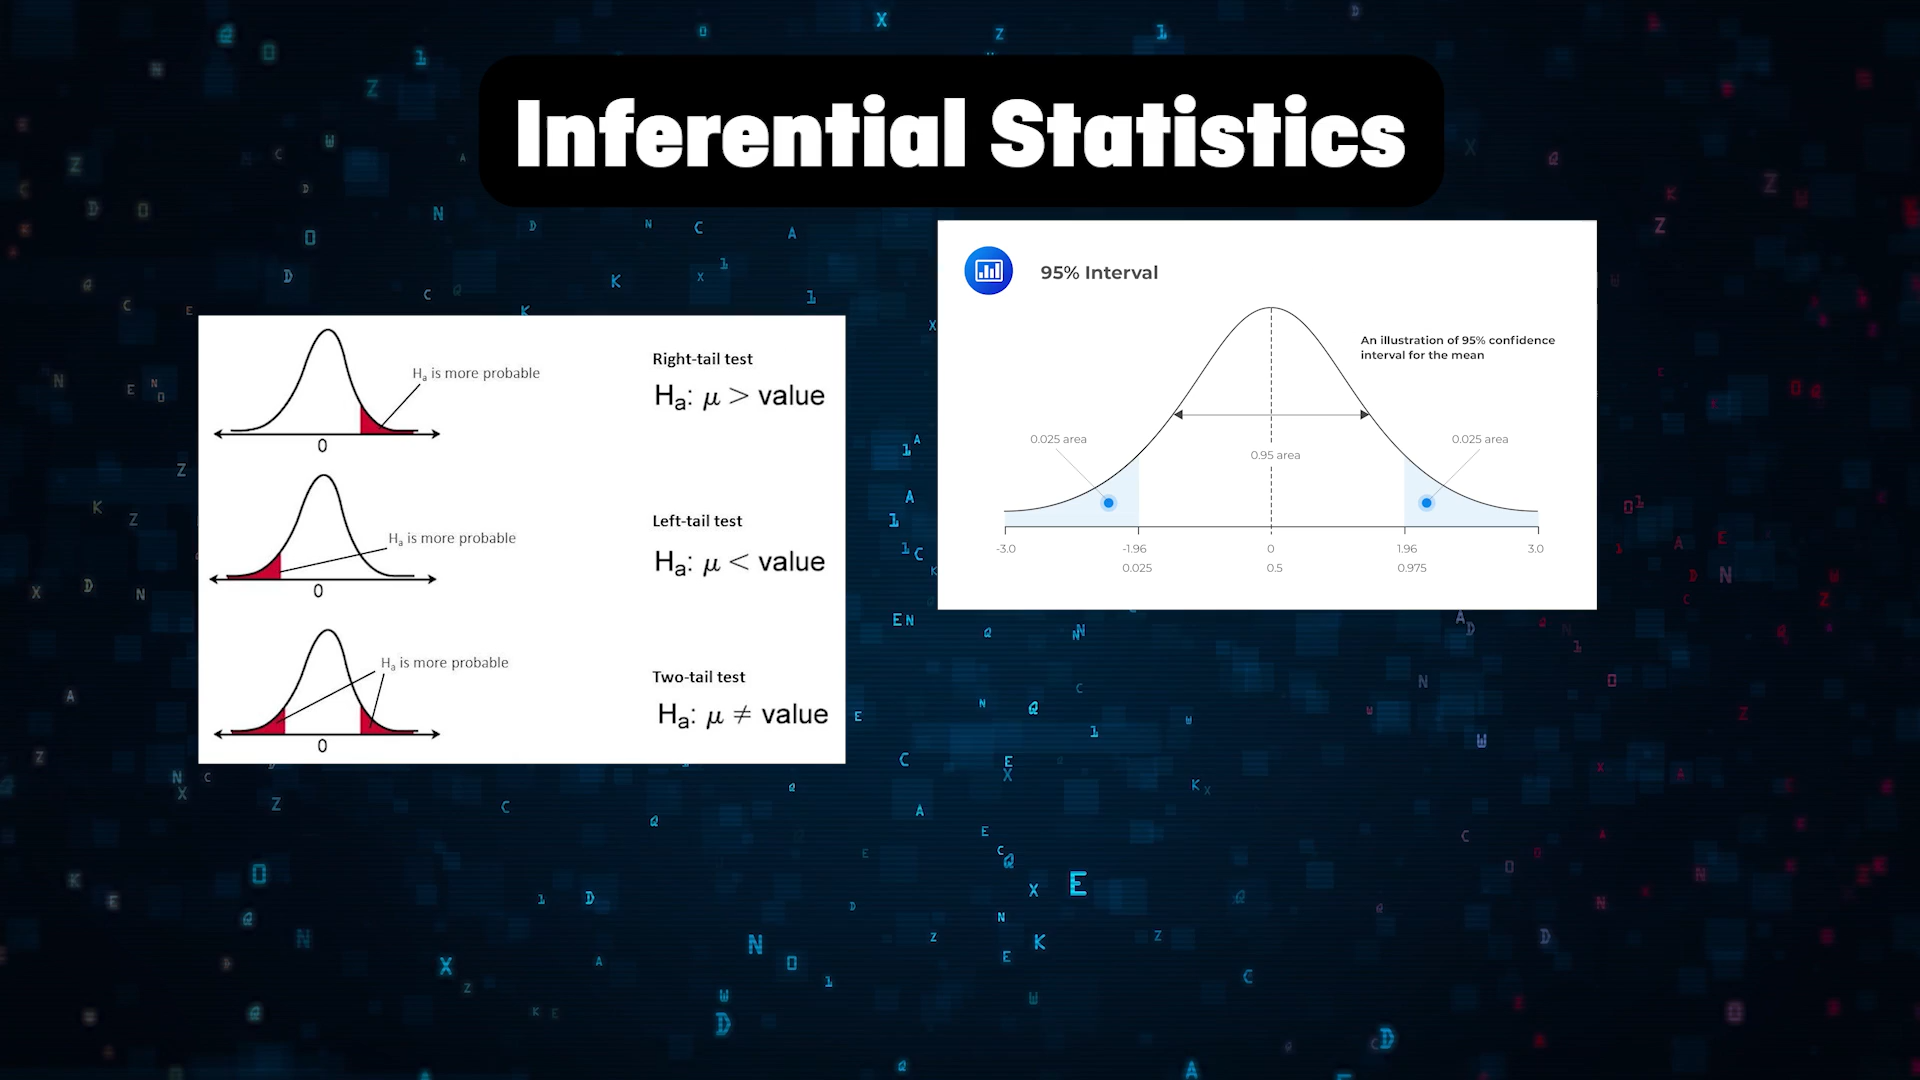 Inferential Statistics
Hₐ is more probable
Right-tail test
Hₐ: μ > value
0
Hₐ is more probable
Left-tail test
Hₐ: μ < value
0
Hₐ is more probable
Two-tail test
Hₐ: μ ≠ value
0
95% Interval
An illustration of 95% confidence
interval for the mean
0.025 area
0.95 area
0.025 area
-3.0 -1.96 0 1.96 3.0
0.025 0.5 0.975